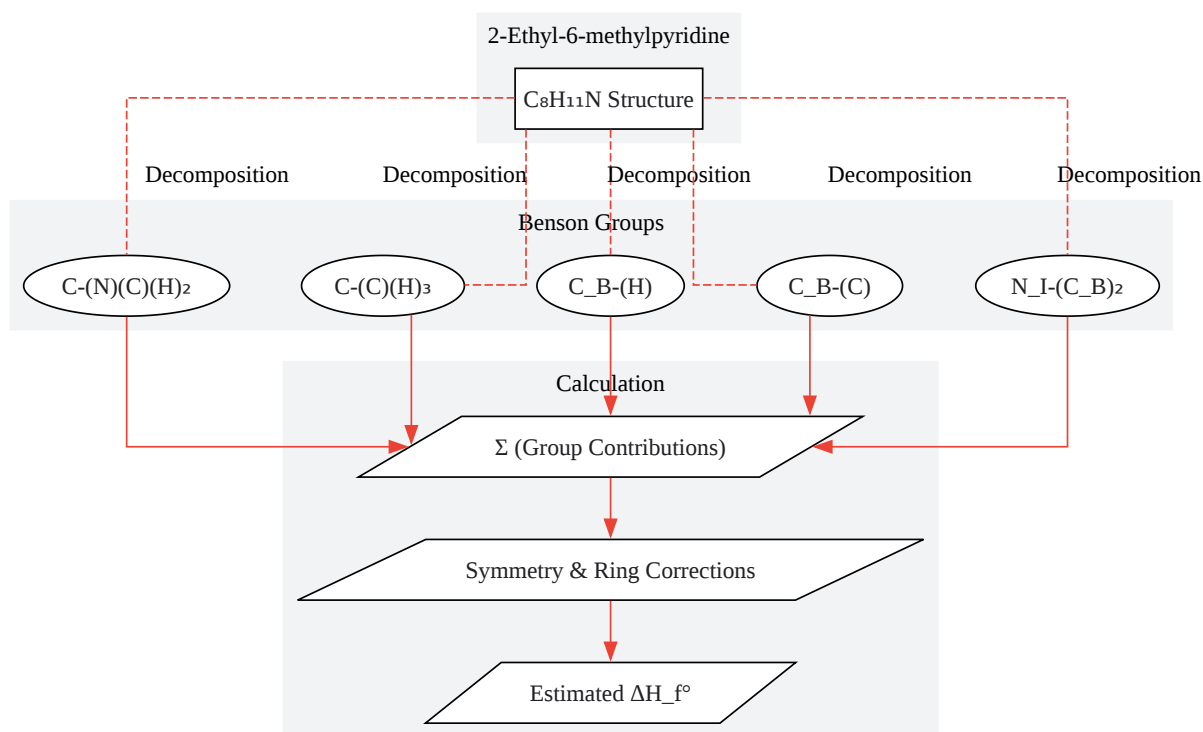 2-Ethyl-6-methylpyridine
C₈H₁₁N Structure
Decomposition
Decomposition
Decomposition
Decomposition
Decomposition
Benson Groups
C-(N)(C)(H)₂
C-(C)(H)₃
C_B-(H)
C_B-(C)
N_I-(C_B)₂
Calculation
Σ (Group Contributions)
Symmetry & Ring Corrections
Estimated ΔH_f°